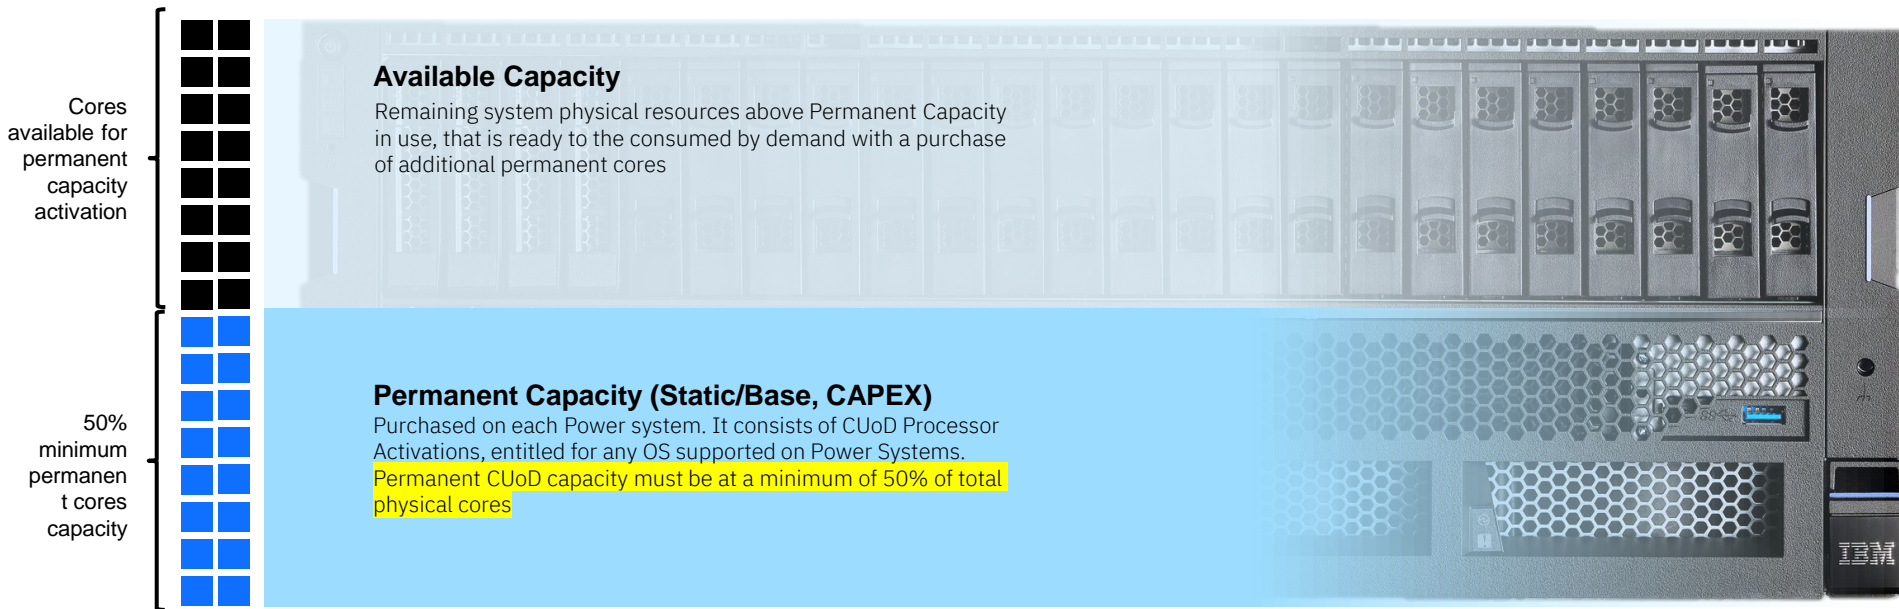 Cores
available for
permanent
capacity
activation
Available Capacity
Remaining system physical resources above Permanent Capacity
in use, that is ready to the consumed by demand with a purchase
of additional permanent cores
50%
minimum
permanen
t cores
capacity
Permanent Capacity (Static/Base, CAPEX)
Purchased on each Power system. It consists of CUoD Processor
Activations, entitled for any OS supported on Power Systems.
Permanent CUoD capacity must be at a minimum of 50% of total
physical cores
IBM